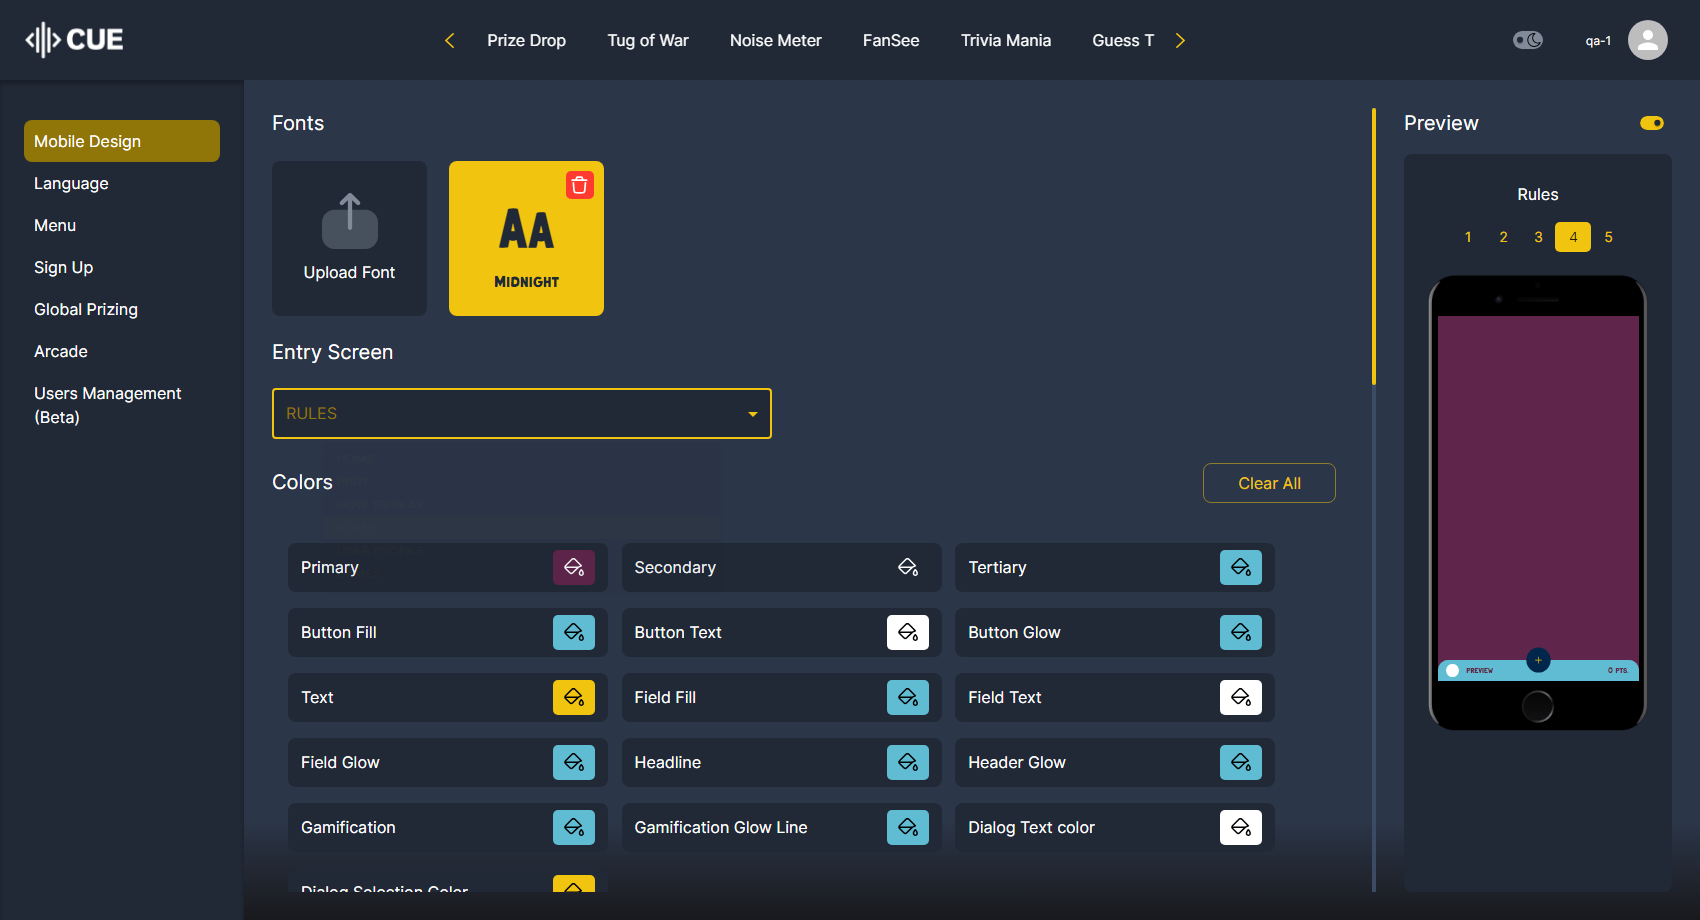 CUE
Prize Drop
Tug of War
Noise Meter
FanSee
Trivia Mania
Guess T
qa-1
Mobile Design
Language
Menu
Sign Up
Global Prizing
Arcade
Users Management
(Beta)
Fonts
Upload Font
AA
MIDNIGHT
Entry Screen
RULES
Colors
Clear All
Primary
Secondary
Tertiary
Button Fill
Button Text
Button Glow
Text
Field Fill
Field Text
Field Glow
Headline
Header Glow
Gamification
Gamification Glow Line
Dialog Text color
Dialog Selection Color
Preview
Rules
1 2 3 4 5
PREVIEW
0 PTS